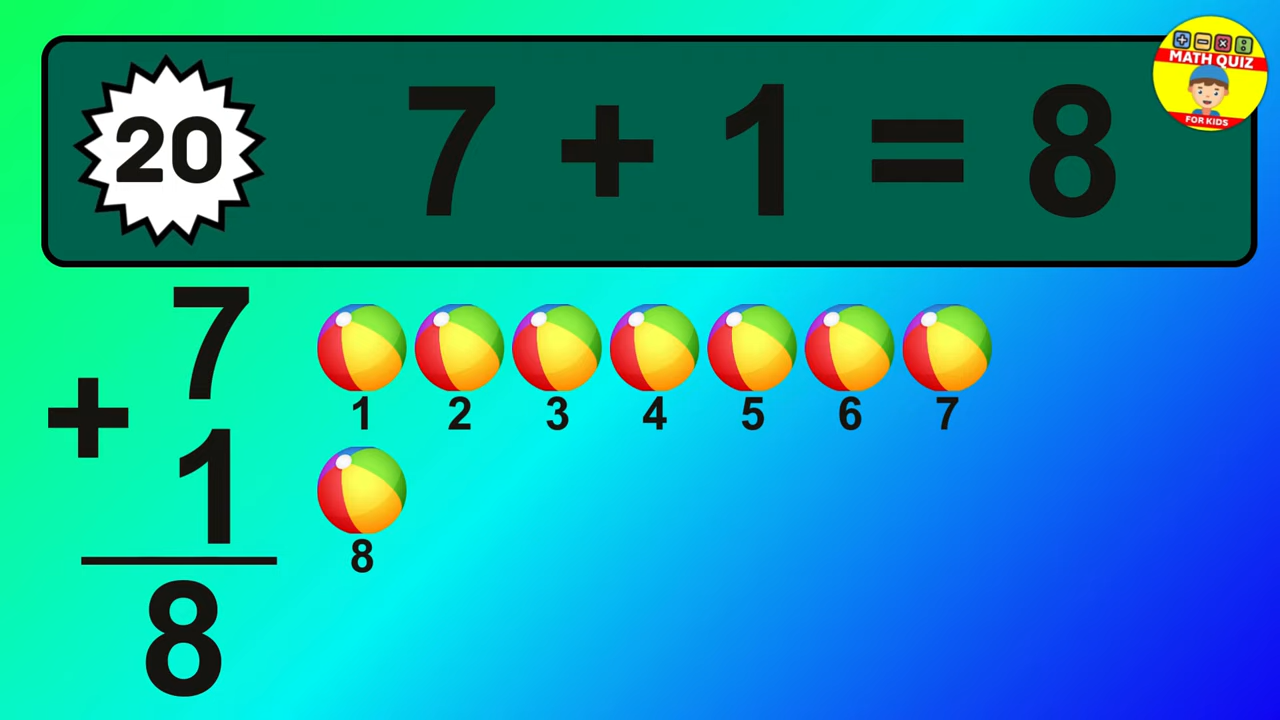 20 7 + 1 = 8
MATH QUIZ
FOR KIDS
7
1 2 3 4 5 6 7
+ 1
8
8